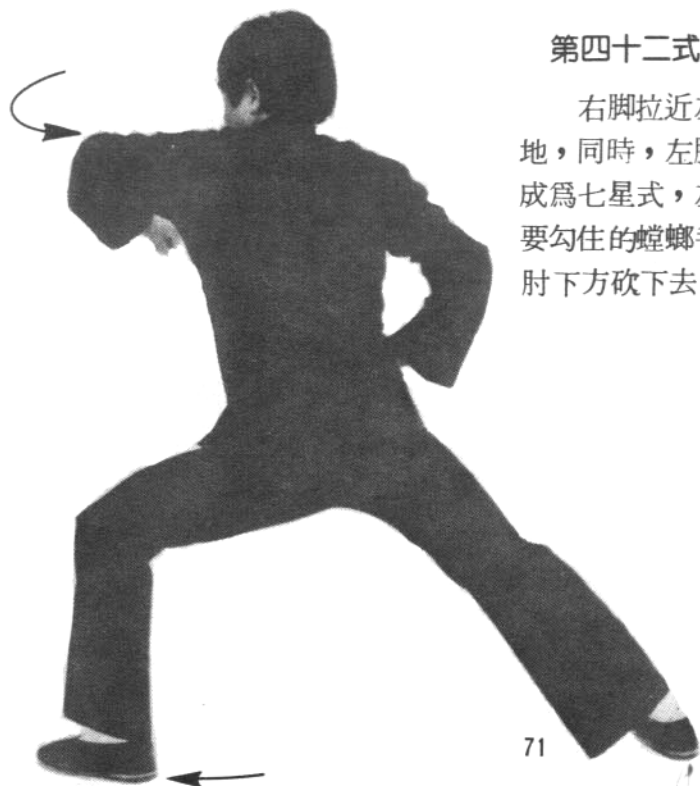 第四十二式
右脚拉近
地，同時，左
成爲七星式，
要勾住的螳螂
肘下方砍下去
71